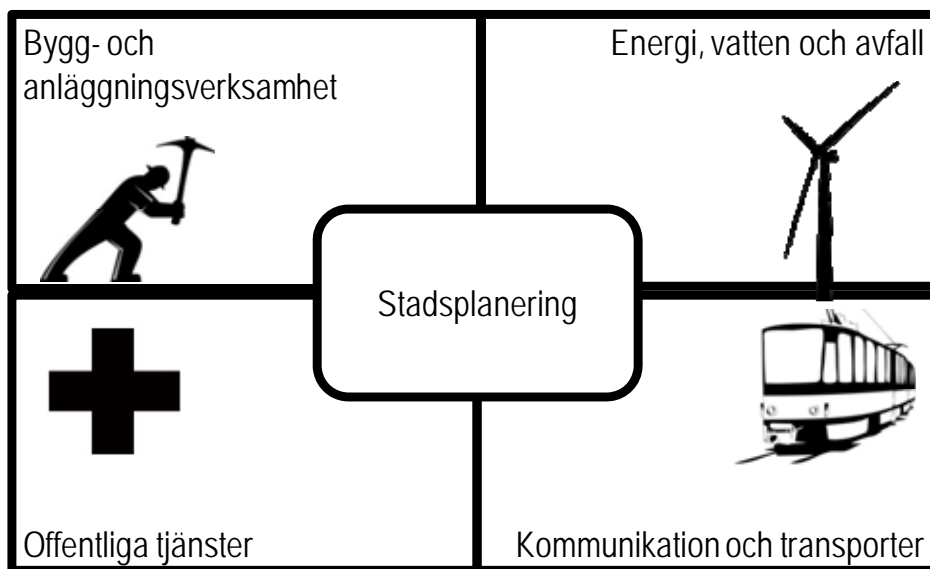 Bygg- och
anläggningsverksamhet
Energi, vatten och avfall
Stadsplanering
Offentliga tjänster
Kommunikation och transporter